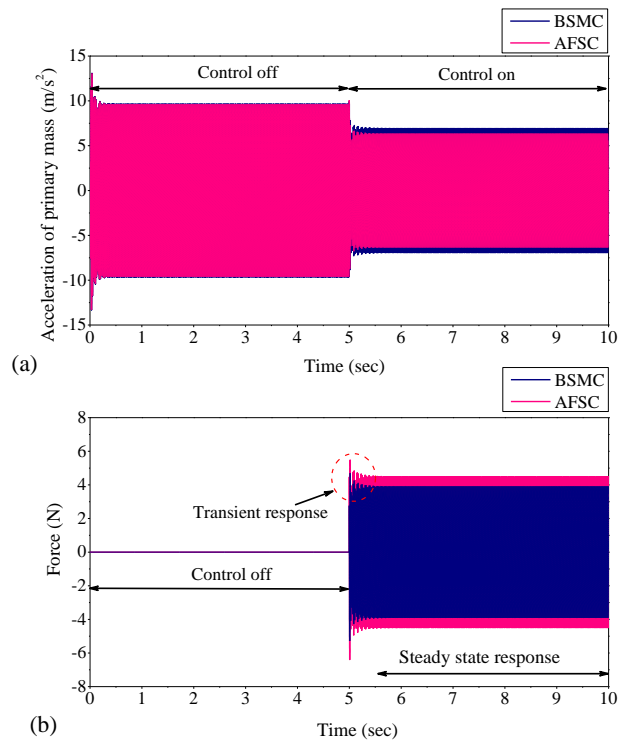 BSMC
AFSC
Acceleration of primary mass (m/s²)
15
10
5
0
-5
-10
-15
Control off
Control on
0 1 2 3 4 5 6 7 8 9 10
Time (sec)
(a)
BSMC
AFSC
Force (N)
8
6
4
2
0
-2
-4
-6
-8
Transient response
Control off
Steady state response
0 1 2 3 4 5 6 7 8 9 10
Time (sec)
(b)